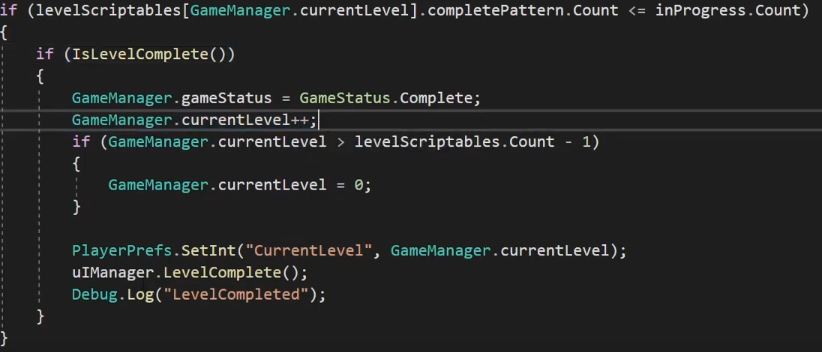 if (levelScriptables[GameManager.currentLevel].completePattern.Count <= inProgress.Count)
{
if (IsLevelComplete())
{
GameManager.gameStatus = GameStatus.Complete;
GameManager.currentLevel++;
if (GameManager.currentLevel > levelScriptables.Count - 1)
{
GameManager.currentLevel = 0;
}
PlayerPrefs.SetInt("CurrentLevel", GameManager.currentLevel);
uIManager.LevelComplete();
Debug.Log("LevelCompleted");
}
}